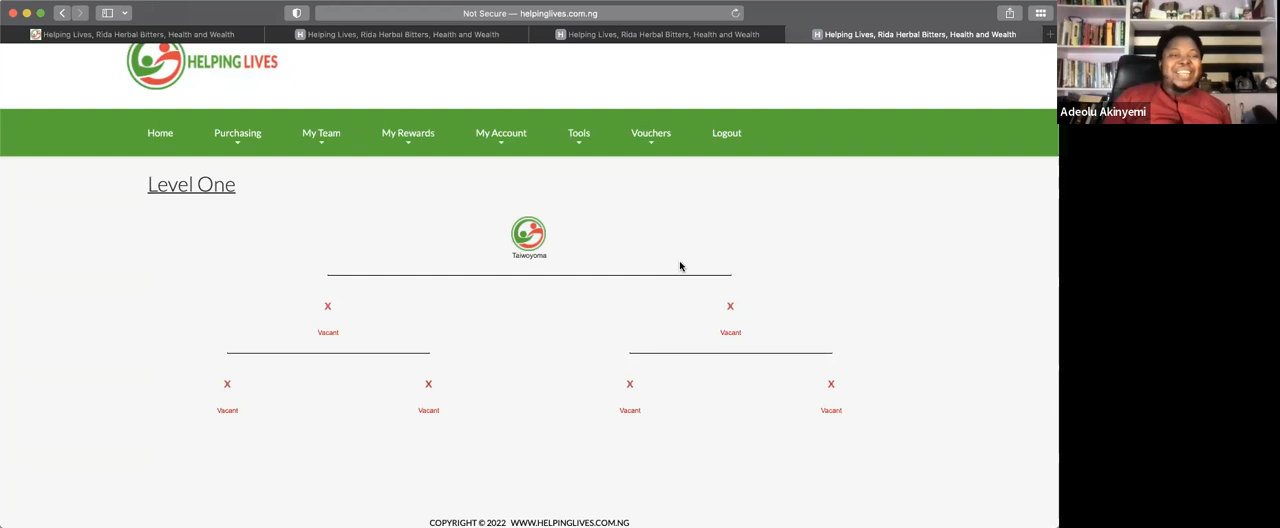 Not Secure — helpinglives.com.ng
Helping Lives, Rida Herbal Bitters, Health and Wealth
Helping Lives, Rida Herbal Bitters, Health and Wealth
Helping Lives, Rida Herbal Bitters, Health and Wealth
Helping Lives, Rida Herbal Bitters, Health and Wealth
HELPING LIVES
Adeolu Akinyemi
Home Purchasing My Team My Rewards My Account Tools Vouchers Logout
Level One
Taiwoyoma
X X
Vacant Vacant
X X X X
Vacant Vacant Vacant Vacant
COPYRIGHT © 2022 WWW.HELPINGLIVES.COM.NG